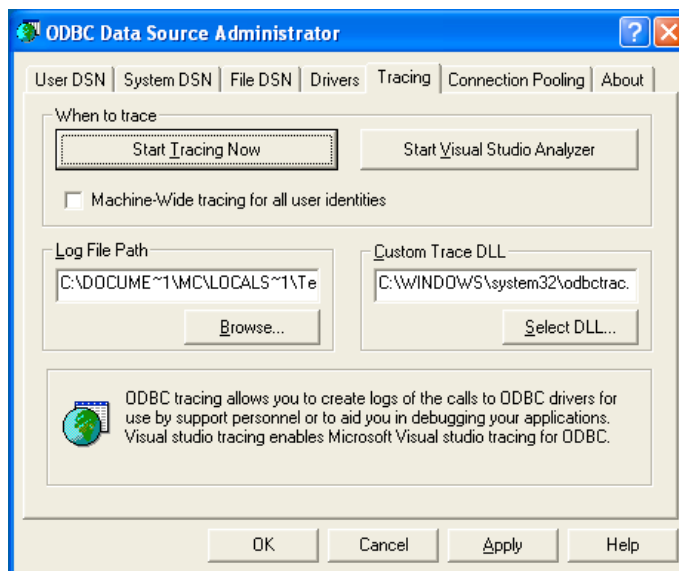 ODBC Data Source Administrator
User DSN System DSN File DSN Drivers Tracing Connection Pooling About
When to trace
Start Tracing Now Start Visual Studio Analyzer
Machine-Wide tracing for all user identities
Log File Path Custom Trace DLL
C:\DOCUME~1\MC\LOCALS~1\Te C:\WINDOWS\system32\odbctrac.
Browse... Select DLL...
ODBC tracing allows you to create logs of the calls to ODBC drivers for
use by support personnel or to aid you in debugging your applications.
Visual studio tracing enables Microsoft Visual studio tracing for ODBC.
OK Cancel Apply Help